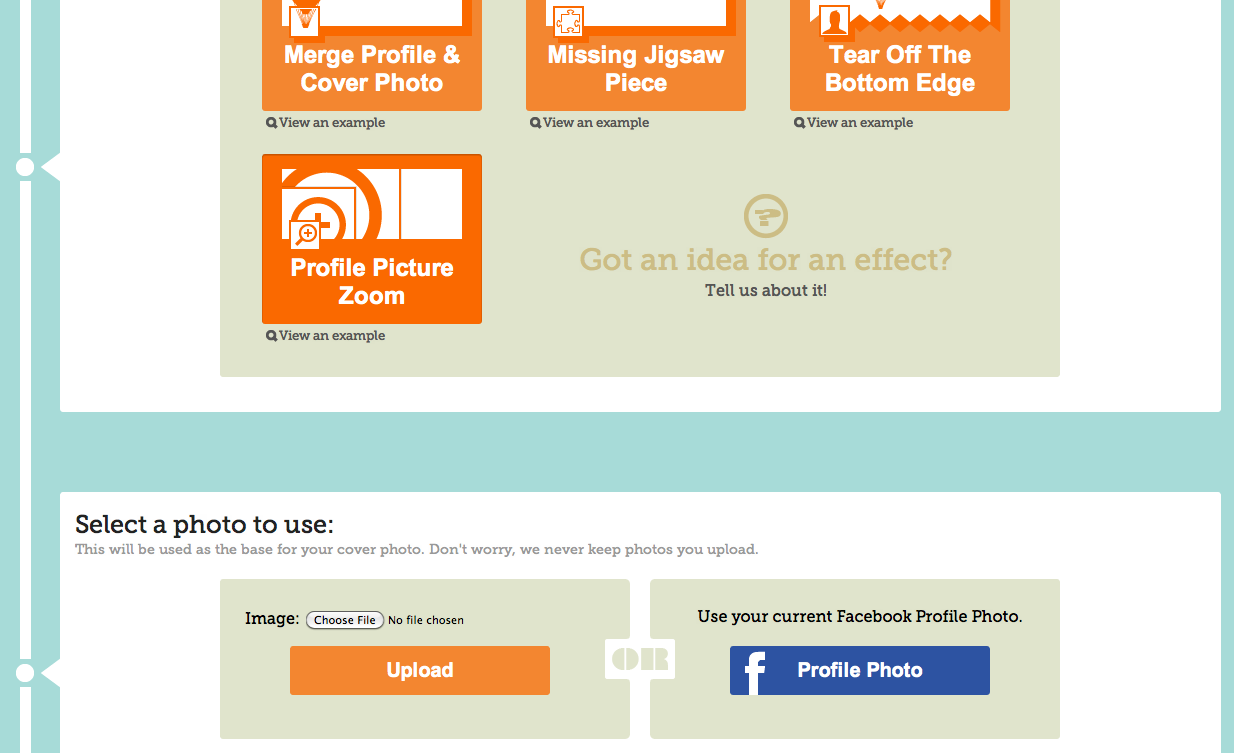 Merge Profile &
Cover Photo
Missing Jigsaw
Piece
Tear Off The
Bottom Edge
View an example
View an example
View an example
Profile Picture
Zoom
View an example
?
Got an idea for an effect?
Tell us about it!
Select a photo to use:
This will be used as the base for your cover photo. Don't worry, we never keep photos you upload.
Image: Choose File No file chosen
Upload
OR
Use your current Facebook Profile Photo.
f Profile Photo